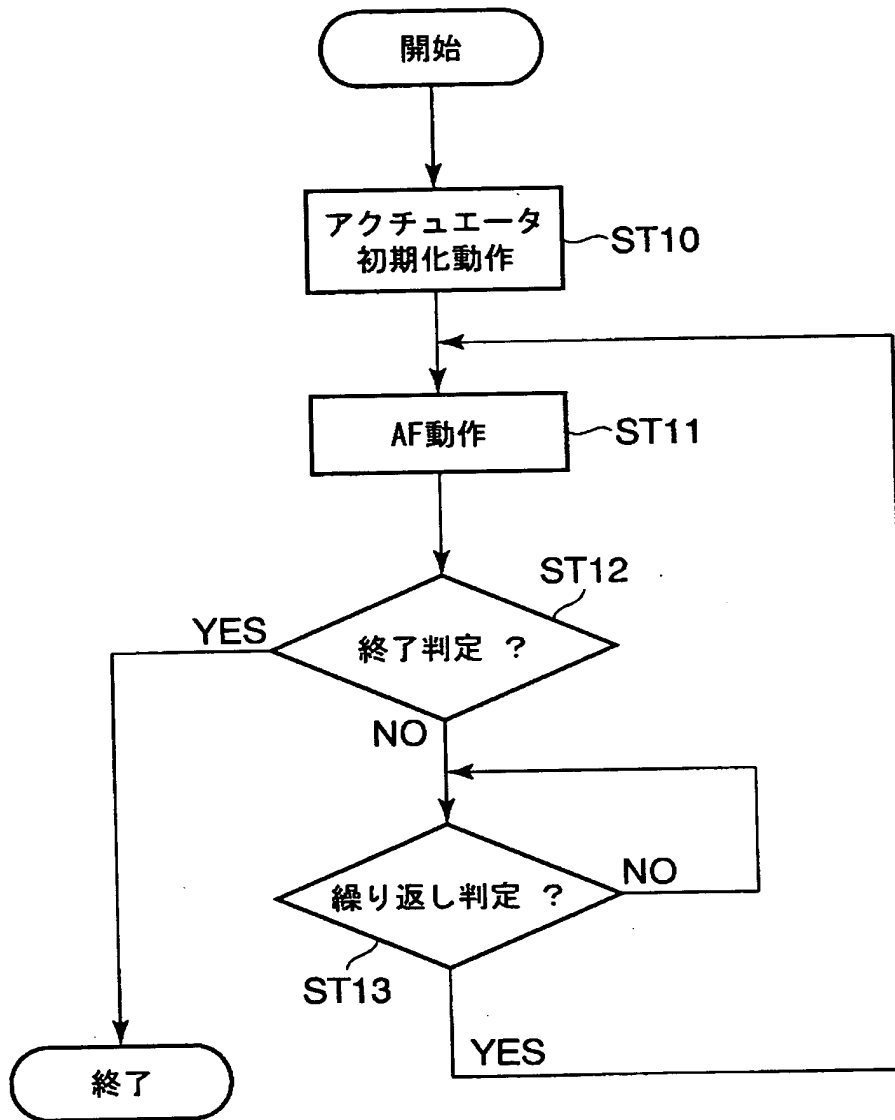 開始
アクチュエータ
初期化動作
ST10
AF動作
ST11
ST12
YES
終了判定 ?
NO
繰り返し判定 ?
NO
ST13
YES
終了